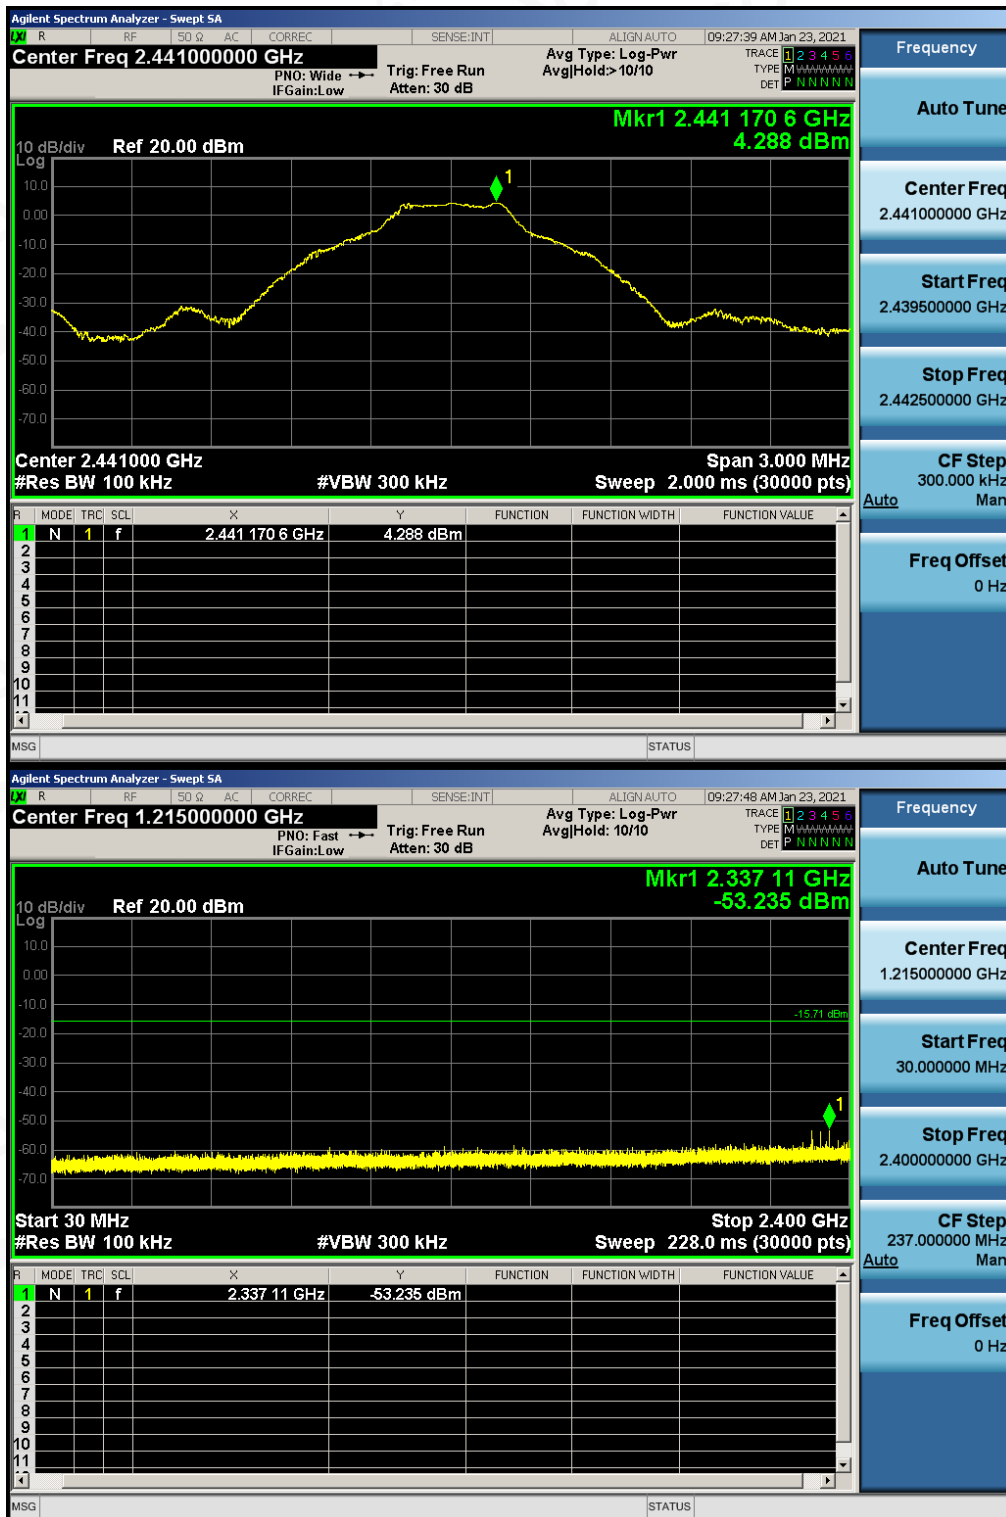 Agilent Spectrum Analyzer - Swept SA
LXI R RF 50 Ω AC CORREC SENSE:INT ALIGN AUTO 09:27:39 AM Jan 23, 2021
Center Freq 2.441000000 GHz
PNO: Wide
IFGain:Low
Trig: Free Run
Atten: 30 dB
Avg Type: Log-Pwr
Avg|Hold:>10/10
TRACE 1 2 3 4 5 6
TYPE M WWWWW
DET P N N N N N
Mkr1 2.441 170 6 GHz
4.288 dBm
10 dB/div Ref 20.00 dBm
Log
1
10.0
0.00
-10.0
-20.0
-30.0
-40.0
-50.0
-60.0
-70.0
Center 2.441000 GHz Span 3.000 MHz
#Res BW 100 kHz #VBW 300 kHz Sweep 2.000 ms (30000 pts)
R MODE TRC SCL X Y FUNCTION FUNCTION WIDTH FUNCTION VALUE
1 N 1 f 2.441 170 6 GHz 4.288 dBm
2
3
4
5
6
7
8
9
10
11
MSG STATUS
Frequency
Auto Tune
Center Freq
2.441000000 GHz
Start Freq
2.439500000 GHz
Stop Freq
2.442500000 GHz
CF Step
300.000 kHz
Auto Man
Freq Offset
0 Hz
Agilent Spectrum Analyzer - Swept SA
LXI R RF 50 Ω AC CORREC SENSE:INT ALIGN AUTO 09:27:48 AM Jan 23, 2021
Center Freq 1.215000000 GHz
PNO: Fast
IFGain:Low
Trig: Free Run
Atten: 30 dB
Avg Type: Log-Pwr
Avg|Hold: 10/10
TRACE 1 2 3 4 5 6
TYPE M WWWWW
DET P N N N N N
Mkr1 2.337 11 GHz
-53.235 dBm
10 dB/div Ref 20.00 dBm
Log
10.0
0.00
-10.0
-15.71 dBm
-20.0
-30.0
-40.0
-50.0
1
-60.0
-70.0
Start 30 MHz Stop 2.400 GHz
#Res BW 100 kHz #VBW 300 kHz Sweep 228.0 ms (30000 pts)
R MODE TRC SCL X Y FUNCTION FUNCTION WIDTH FUNCTION VALUE
1 N 1 f 2.337 11 GHz -53.235 dBm
2
3
4
5
6
7
8
9
10
11
MSG STATUS
Frequency
Auto Tune
Center Freq
1.215000000 GHz
Start Freq
30.000000 MHz
Stop Freq
2.400000000 GHz
CF Step
237.000000 MHz
Auto Man
Freq Offset
0 Hz